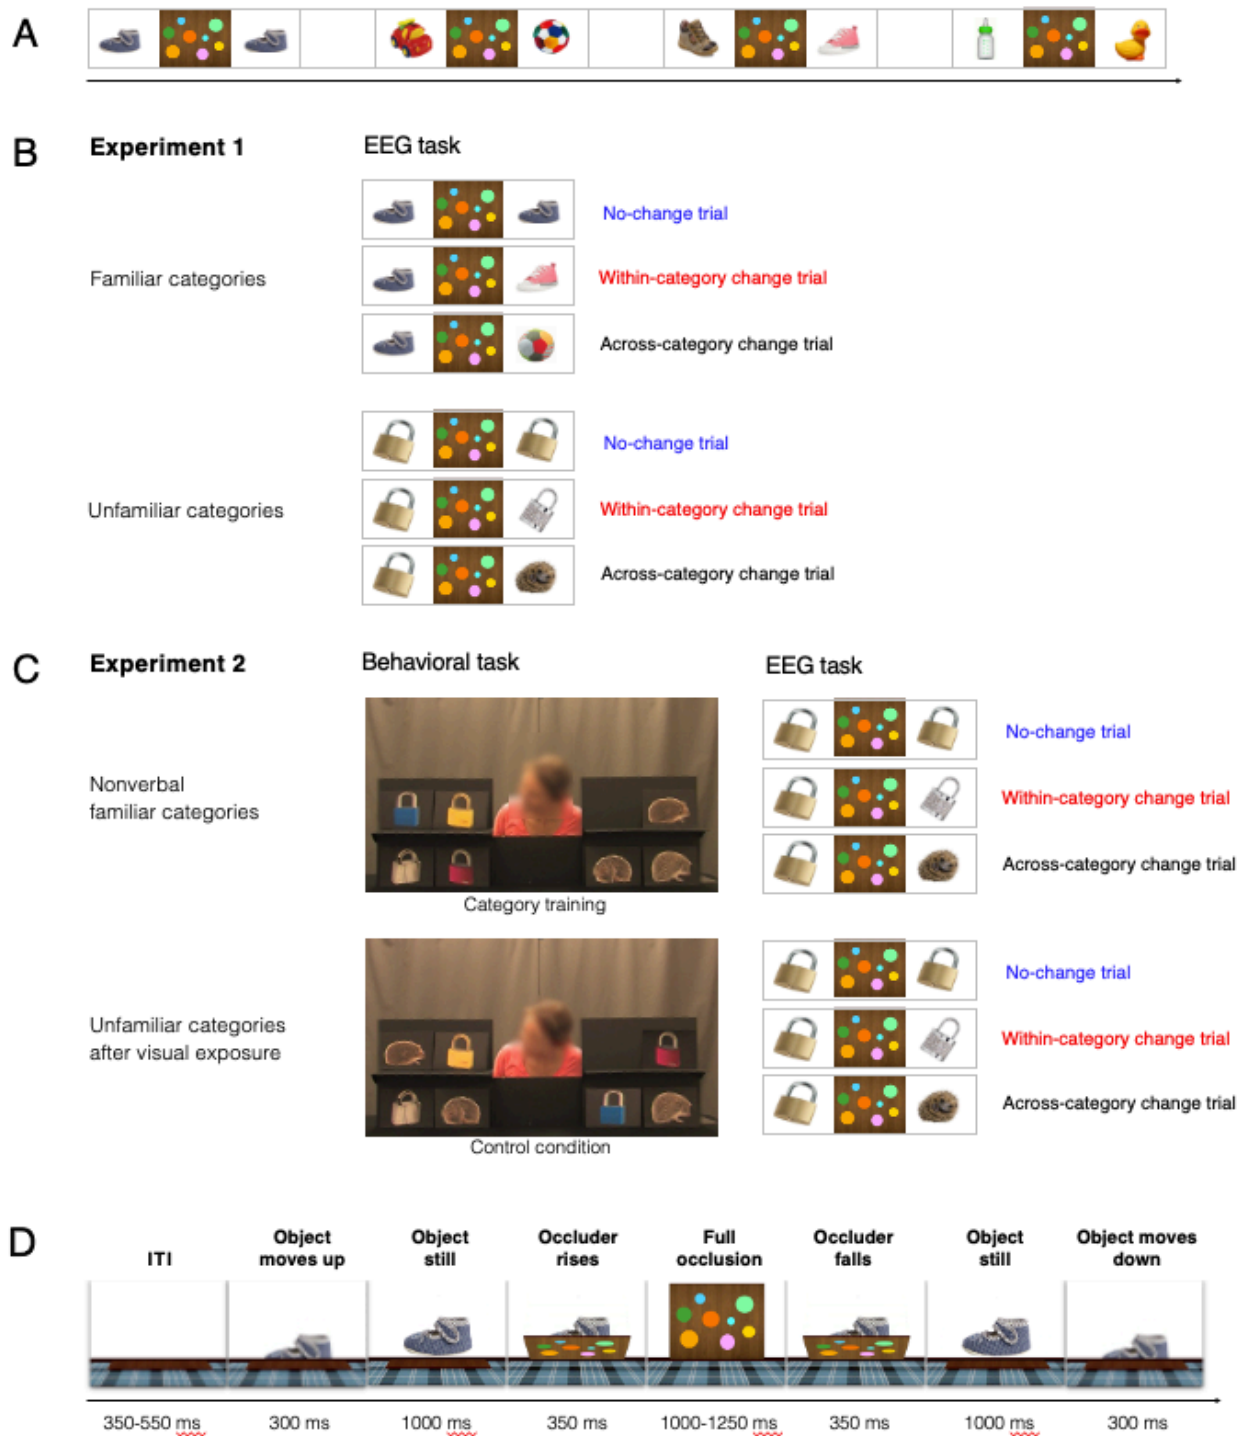 A
B
Experiment 1
EEG task
No-change trial
Familiar categories
Within-category change trial
Across-category change trial
No-change trial
Unfamiliar categories
Within-category change trial
Across-category change trial
C
Experiment 2
Behavioral task
EEG task
Nonverbal
familiar categories
No-change trial
Within-category change trial
Across-category change trial
Category training
Unfamiliar categories
after visual exposure
No-change trial
Within-category change trial
Across-category change trial
Control condition
D
ITI
Object
moves up
Object
still
Occluder
rises
Full
occlusion
Occluder
falls
Object
still
Object moves
down
350-550 ms
300 ms
1000 ms
350 ms
1000-1250 ms
350 ms
1000 ms
300 ms